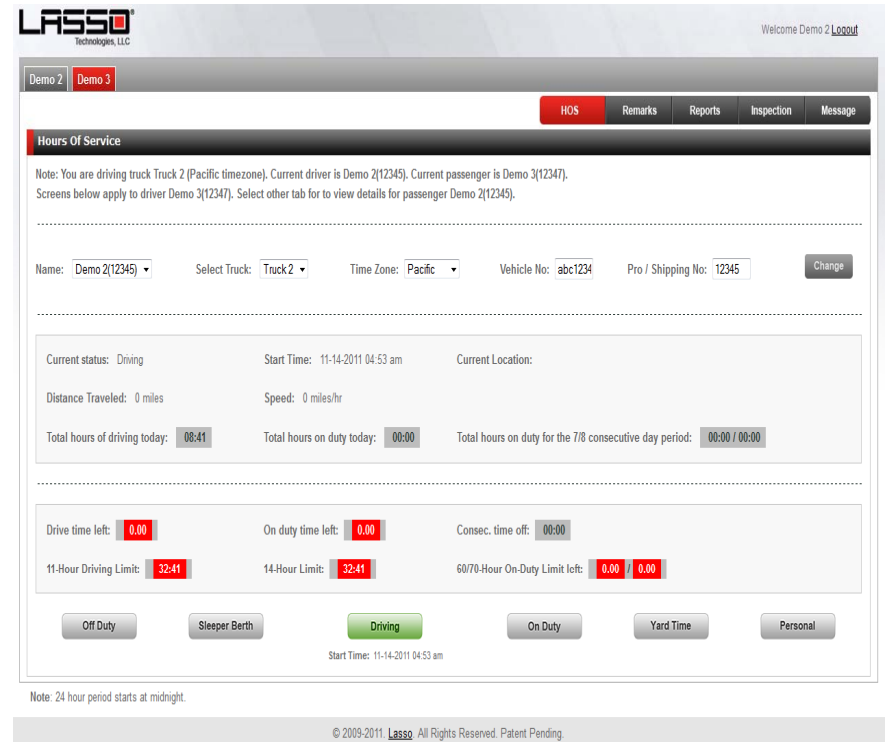 LASSO
Technologies, LLC
Welcome Demo 2 Logout
Demo 2 Demo 3
HOS Remarks Reports Inspection Message
Hours Of Service
Note: You are driving truck Truck 2 (Pacific timezone). Current driver is Demo 2(12345). Current passenger is Demo 3(12347).
Screens below apply to driver Demo 3(12347). Select other tab for to view details for passenger Demo 2(12345).
Name: Demo 2(12345) Select Truck: Truck 2 Time Zone: Pacific Vehicle No: abc1234 Pro / Shipping No: 12345 Change
Current status: Driving Start Time: 11-14-2011 04:53 am Current Location:
Distance Traveled: 0 miles Speed: 0 miles/hr
Total hours of driving today: 08:41 Total hours on duty today: 00:00 Total hours on duty for the 7/8 consecutive day period: 00:00 / 00:00
Drive time left: 0.00 On duty time left: 0.00 Consec. time off: 00:00
11-Hour Driving Limit: 32:41 14-Hour Limit: 32:41 60/70-Hour On-Duty Limit left: 0.00 / 0.00
Off Duty Sleeper Berth Driving On Duty Yard Time Personal
Start Time: 11-14-2011 04:53 am
Note: 24 hour period starts at midnight.
© 2009-2011. Lasso. All Rights Reserved. Patent Pending.